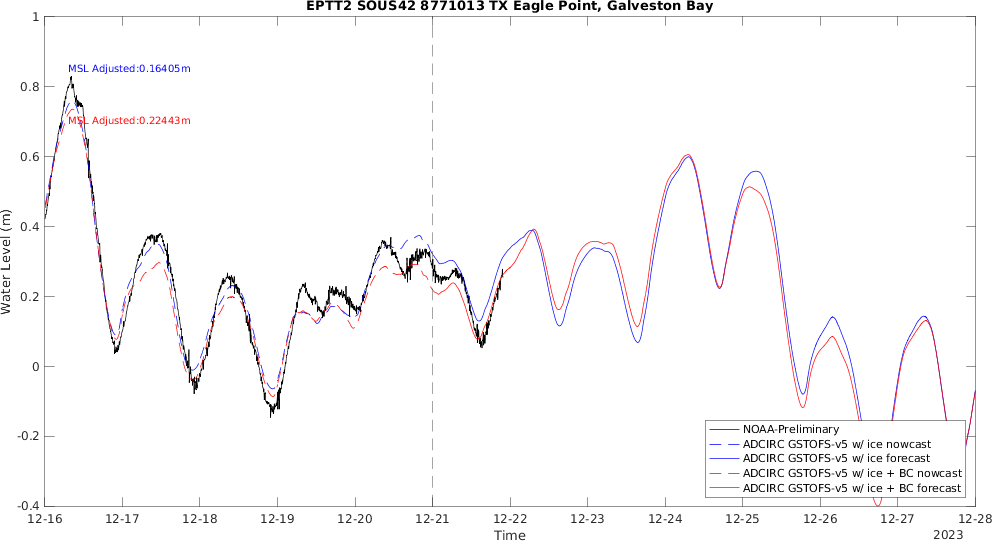 EPTT2 SOUS42 8771013 TX Eagle Point, Galveston Bay
MSL Adjusted:0.16405m
MSL Adjusted:0.22443m
Water Level (m)
1
0.8
0.6
0.4
0.2
0
-0.2
-0.4
NOAA-Preliminary
ADCIRC GSTOFS-v5 w/ ice nowcast
ADCIRC GSTOFS-v5 w/ ice forecast
ADCIRC GSTOFS-v5 w/ ice + BC nowcast
ADCIRC GSTOFS-v5 w/ ice + BC forecast
12-16 12-17 12-18 12-19 12-20 12-21 12-22 12-23 12-24 12-25 12-26 12-27 12-28
Time
2023